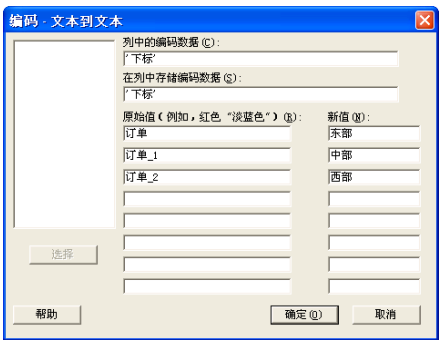 编码 - 文本到文本
列中的编码数据(C):
'下标'
在列中存储编码数据(S):
'下标'
原始值(例如，红色 “淡蓝色”)(R): 新值(N):
订单 东部
订单_1 中部
订单_2 西部
选择
帮助 确定(O) 取消